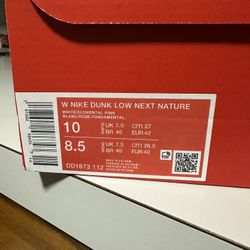 W NIKE DUNK LOW NEXT NATURE
WHITE/ELEMENTAL PINK
BLANC/ROSE FONDAMENTAL
10 UK 7.5 CM 27
BR 40 EUR 42
8.5 UK 7.5 CM 26.5
BR 40 EUR 42
DD1873 112